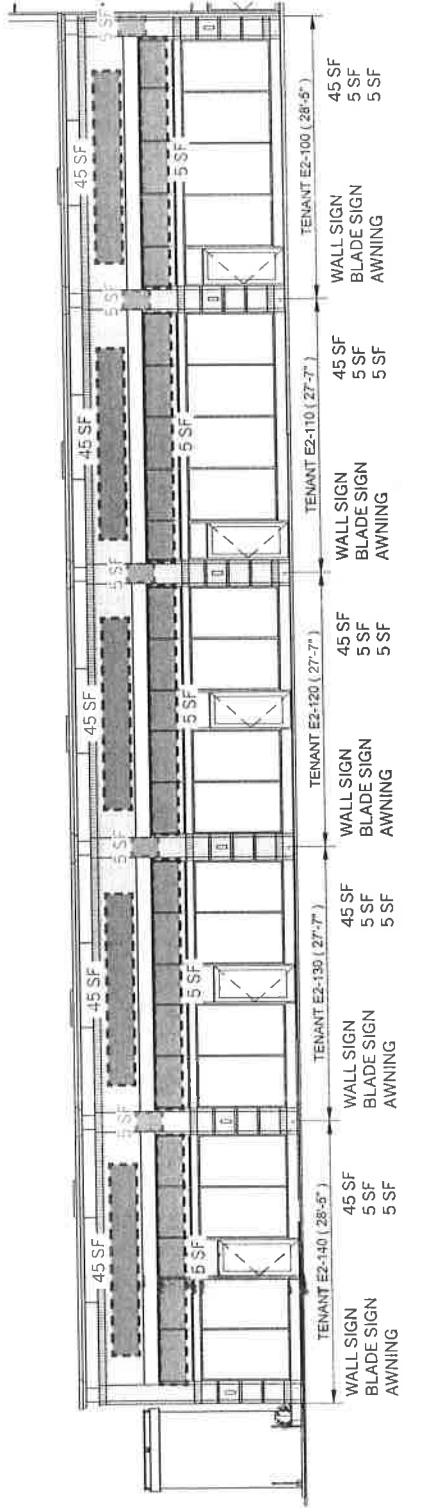 45 SF
45 SF
45 SF
45 SF
45 SF
5 SF
5 SF
5 SF
5 SF
5 SF
5 SF
5 SF
5 SF
5 SF
5 SF
TENANT E2-140 ( 28'-5" )
TENANT E2-130 ( 27'-7" )
TENANT E2-120 ( 27'-7" )
TENANT E2-110 ( 27'-7" )
TENANT E2-100 ( 28'-5" )
WALL SIGN 45 SF
BLADE SIGN 5 SF
AWNING 5 SF
WALL SIGN 45 SF
BLADE SIGN 5 SF
AWNING 5 SF
WALL SIGN 45 SF
BLADE SIGN 5 SF
AWNING 5 SF
WALL SIGN 45 SF
BLADE SIGN 5 SF
AWNING 5 SF
WALL SIGN 45 SF
BLADE SIGN 5 SF
AWNING 5 SF